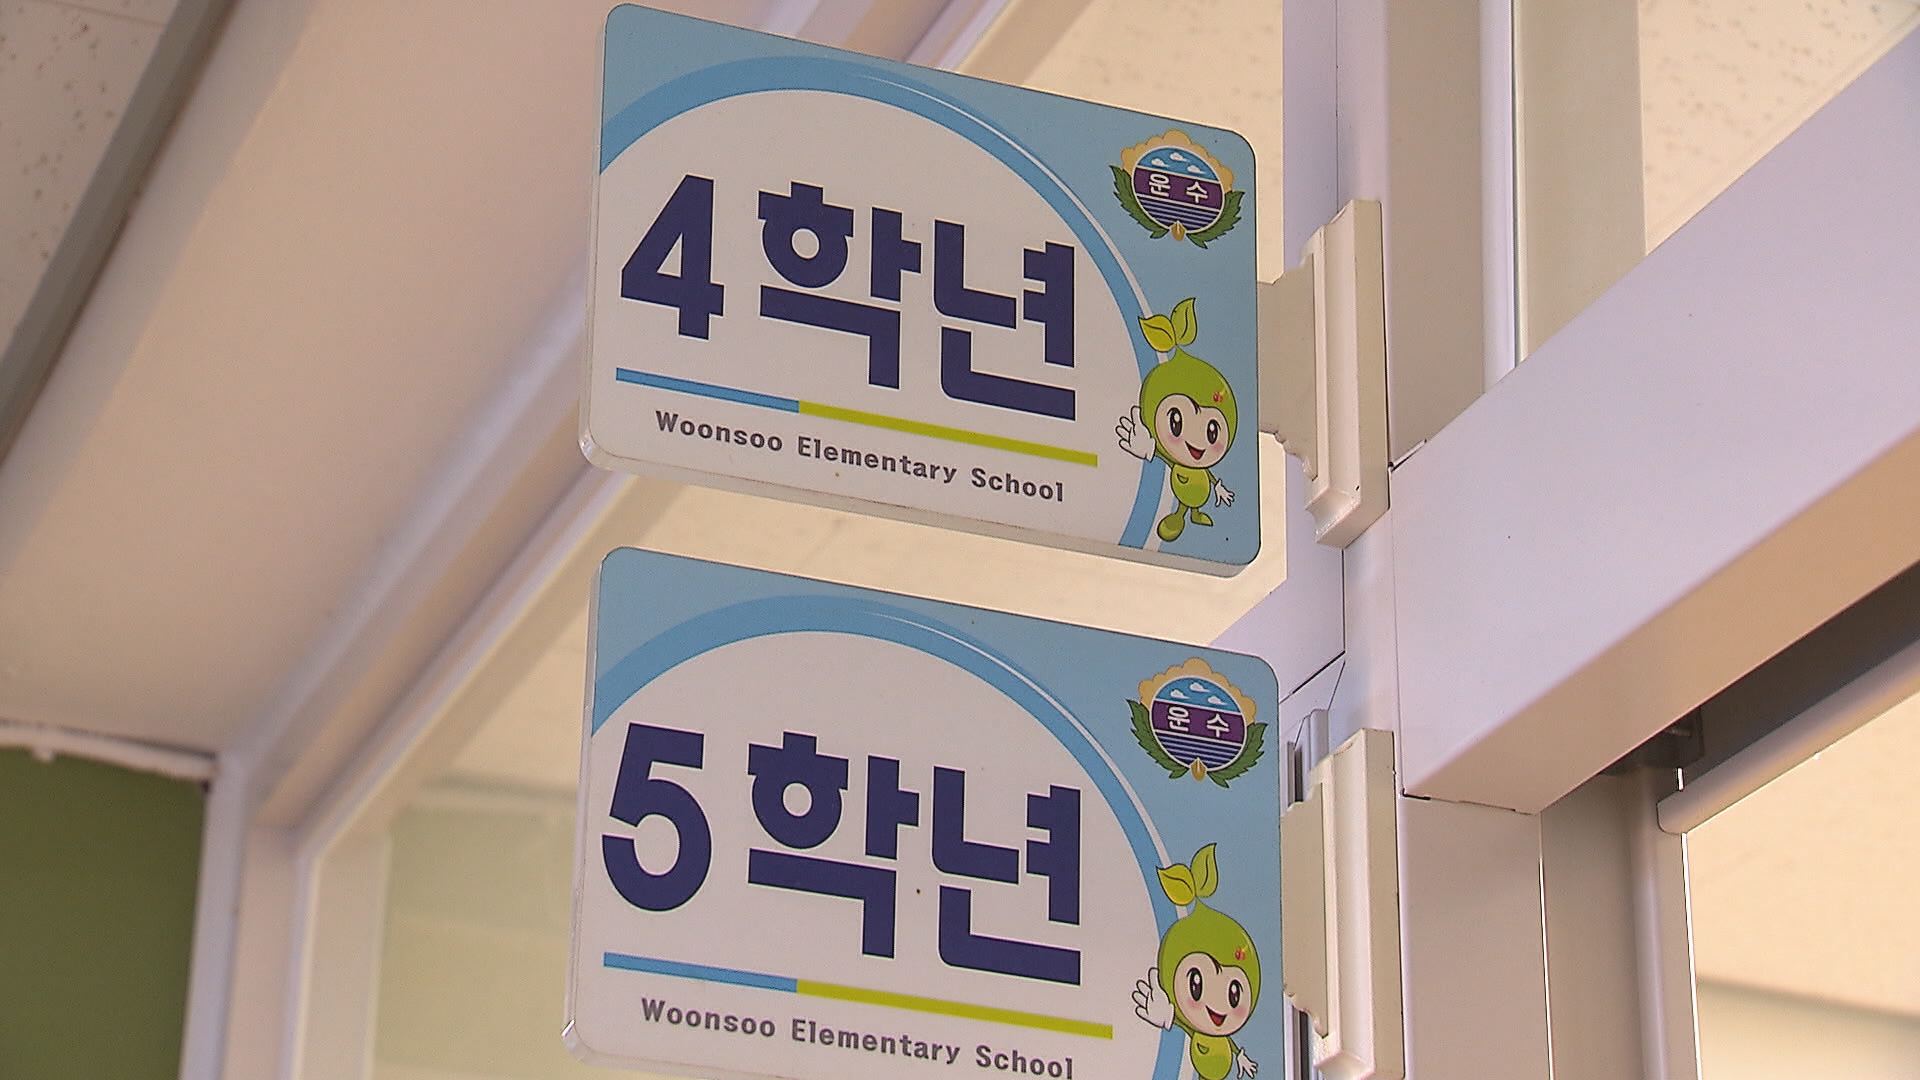 운수
4학년
Woonsoo Elementary School
운수
5학년
Woonsoo Elementary School